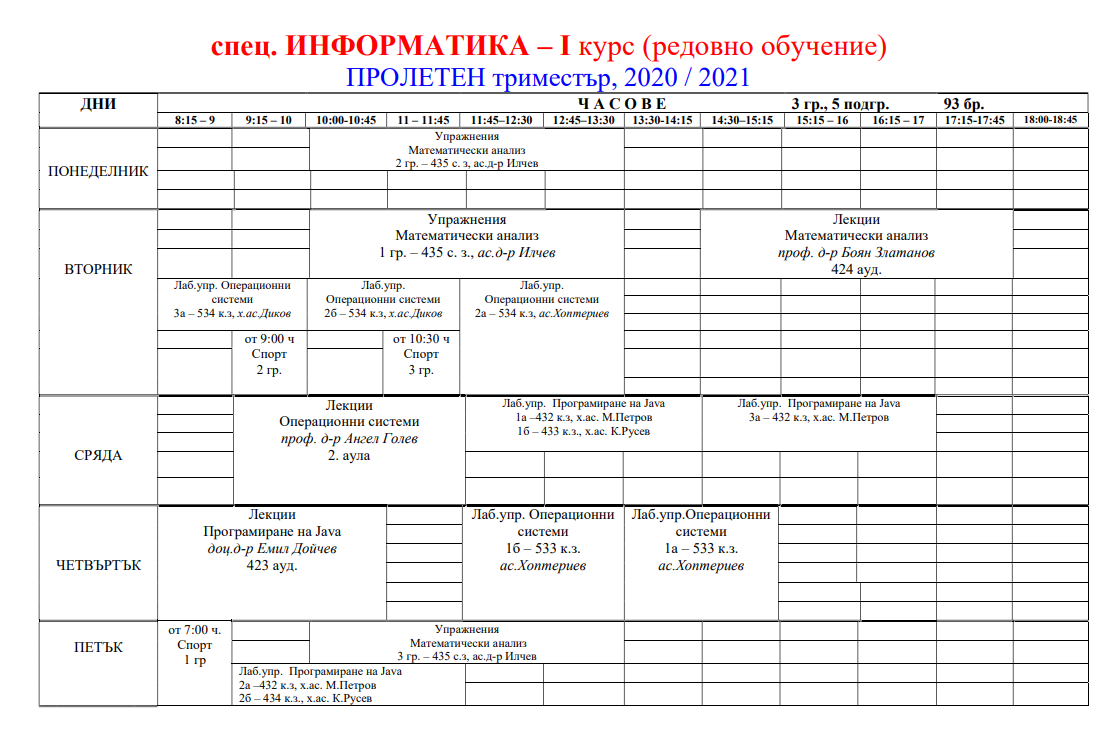 спец. ИНФОРМАТИКА – I курс (редовно обучение)
ПРОЛЕТЕН триместър, 2020 / 2021
ДНИ
Ч А С О В Е 3 гр., 5 подгр. 93 бр.
8:15 – 9 9:15 – 10 10:00-10:45 11 – 11:45 11:45–12:30 12:45–13:30 13:30-14:15 14:30–15:15 15:15 – 16 16:15 – 17 17:15-17:45 18:00-18:45
ПОНЕДЕЛНИК
Упражнения
Математически анализ
2 гр. – 435 с. з, ас.д-р Илчев
ВТОРНИК
Упражнения
Математически анализ
1 гр. – 435 с. з., ас.д-р Илчев
Лекции
Математически анализ
проф. д-р Боян Златанов
424 ауд.
Лаб.упр. Операционни
системи
3а – 534 к.з, х.ас.Диков
Лаб.упр.
Операционни системи
2б – 534 к.з, х.ас.Диков
Лаб.упр.
Операционни системи
2а – 534 к.з, ас.Хоптериев
от 9:00 ч
Спорт
2 гр.
от 10:30 ч
Спорт
3 гр.
СРЯДА
Лекции
Операционни системи
проф. д-р Ангел Голев
2. аула
Лаб.упр. Програмиране на Java
1а –432 к.з, х.ас. М.Петров
1б – 433 к.з., х.ас. К.Русев
Лаб.упр. Програмиране на Java
3а – 432 к.з, х.ас. М.Петров
ЧЕТВЪРТЪК
Лекции
Програмиране на Java
доц.д-р Емил Дойчев
423 ауд.
Лаб.упр. Операционни
системи
1б – 533 к.з.
ас.Хоптериев
Лаб.упр.Операционни
системи
1а – 533 к.з.
ас.Хоптериев
ПЕТЪК
от 7:00 ч.
Спорт
1 гр
Упражнения
Математически анализ
3 гр. – 435 с.з, ас.д-р Илчев
Лаб.упр. Програмиране на Java
2а –432 к.з, х.ас. М.Петров
2б – 434 к.з., х.ас. К.Русев